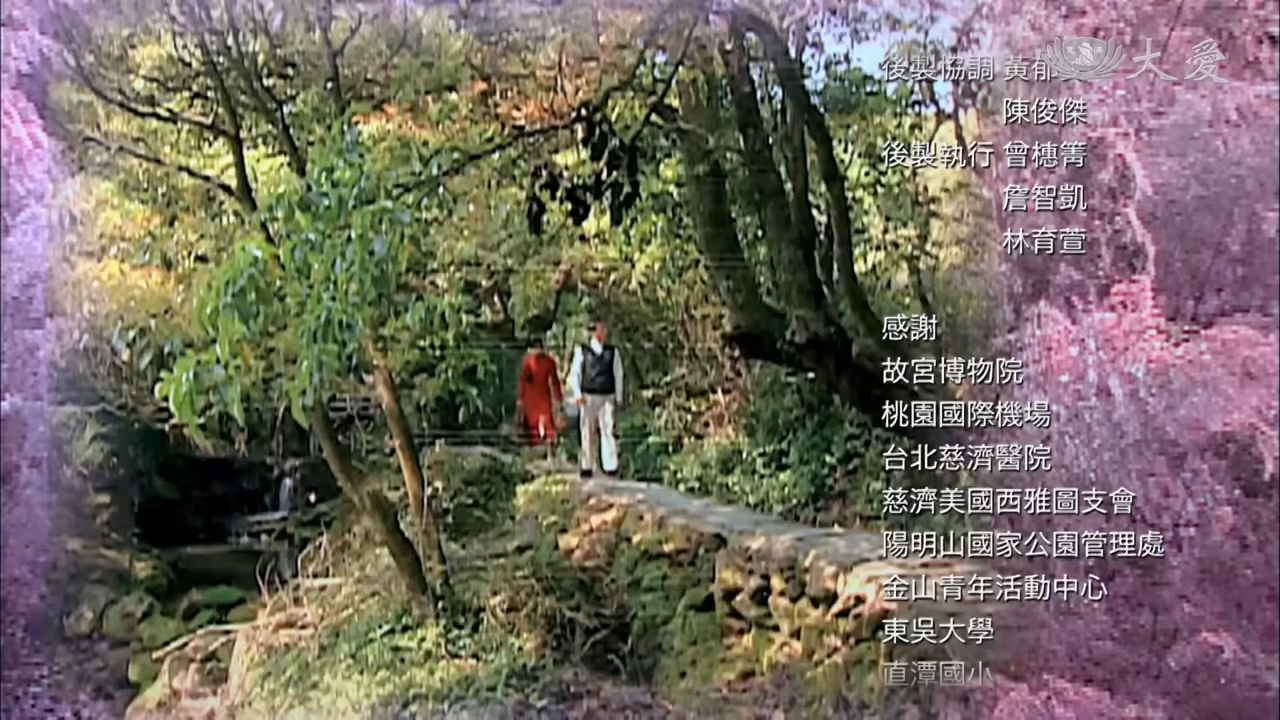 大愛
後製協調 黃郁
陳俊傑
後製執行 曾橞箐
詹智凱
林育萱
感謝
故宮博物院
桃園國際機場
台北慈濟醫院
慈濟美國西雅圖支會
陽明山國家公園管理處
金山青年活動中心
東吳大學
直潭國小